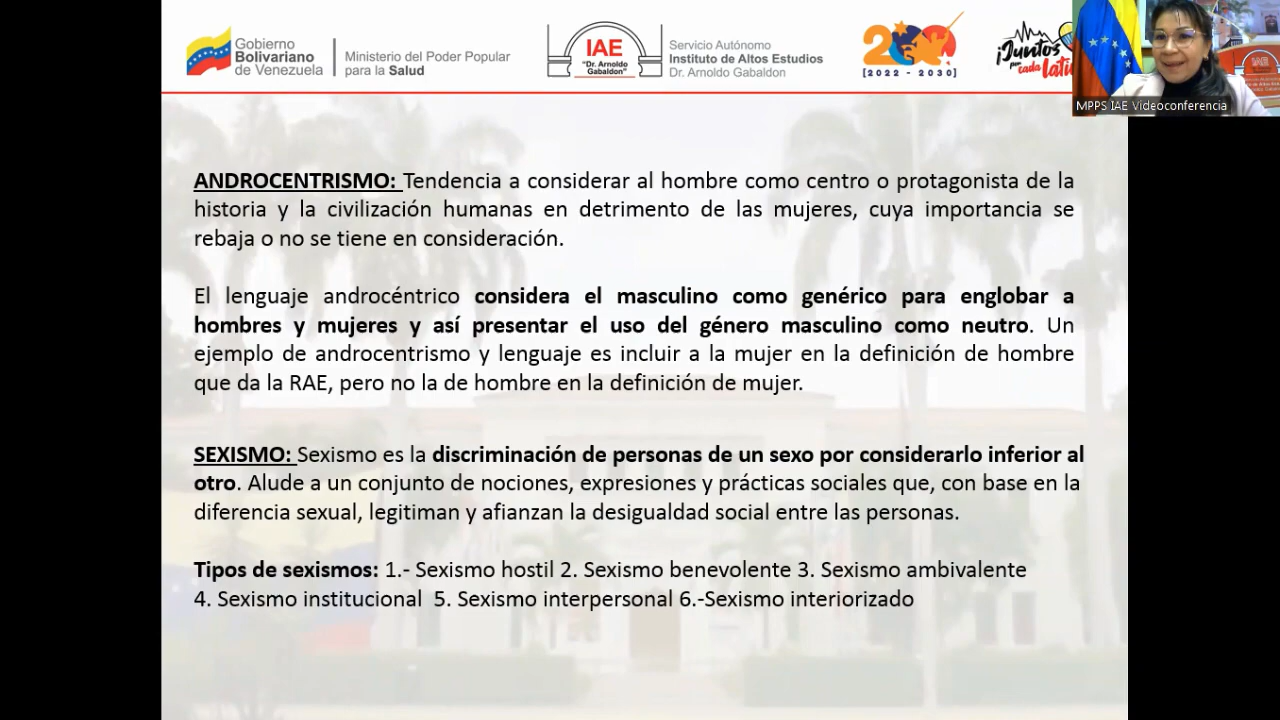 Gobierno
Bolivariano
de Venezuela
Ministerio del Poder Popular
para la Salud
IAE
"Dr. Arnoldo
Gabaldon"
Servicio Autónomo
Instituto de Altos Estudios
Dr. Arnoldo Gabaldon
200
[2022 - 2030]
¡Juntos
por cada lati
IAE
MPPS IAE Videoconferencia
ANDROCENTRISMO: Tendencia a considerar al hombre como centro o protagonista de la
historia y la civilización humanas en detrimento de las mujeres, cuya importancia se
rebaja o no se tiene en consideración.
El lenguaje androcéntrico considera el masculino como genérico para englobar a
hombres y mujeres y así presentar el uso del género masculino como neutro. Un
ejemplo de androcentrismo y lenguaje es incluir a la mujer en la definición de hombre
que da la RAE, pero no la de hombre en la definición de mujer.
SEXISMO: Sexismo es la discriminación de personas de un sexo por considerarlo inferior al
otro. Alude a un conjunto de nociones, expresiones y prácticas sociales que, con base en la
diferencia sexual, legitiman y afianzan la desigualdad social entre las personas.
Tipos de sexismos: 1.- Sexismo hostil 2. Sexismo benevolente 3. Sexismo ambivalente
4. Sexismo institucional 5. Sexismo interpersonal 6.-Sexismo interiorizado